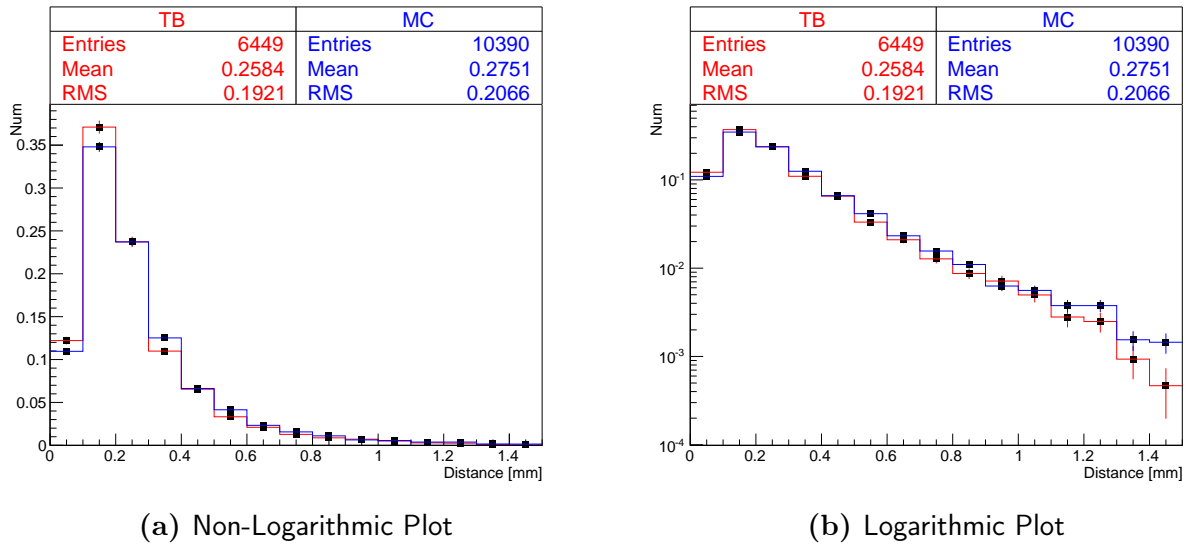 TB MC
Entries 6449 Entries 10390
Mean 0.2584 Mean 0.2751
RMS 0.1921 RMS 0.2066
Num
0.35
0.3
0.25
0.2
0.15
0.1
0.05
0
0 0.2 0.4 0.6 0.8 1 1.2 1.4
Distance [mm]
(a) Non-Logarithmic Plot
TB MC
Entries 6449 Entries 10390
Mean 0.2584 Mean 0.2751
RMS 0.1921 RMS 0.2066
Num
10⁻¹
10⁻²
10⁻³
10⁻⁴
0 0.2 0.4 0.6 0.8 1 1.2 1.4
Distance [mm]
(b) Logarithmic Plot